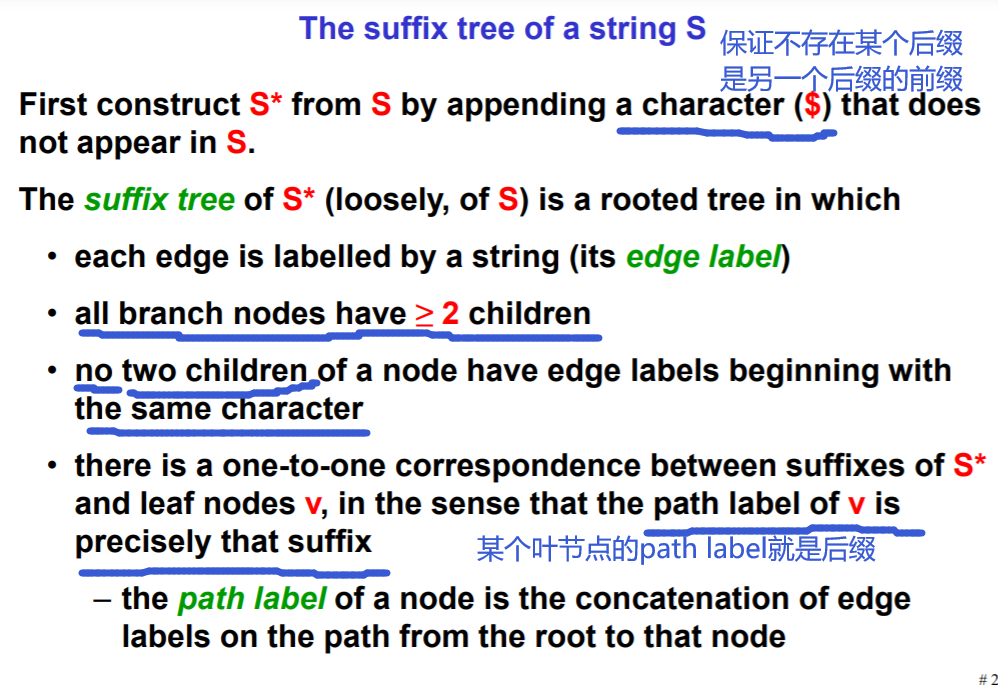 The suffix tree of a string S
保证不存在某个后缀
是另一个后缀的前缀
First construct S* from S by appending a character ($) that does
not appear in S.
The suffix tree of S* (loosely, of S) is a rooted tree in which
• each edge is labelled by a string (its edge label)
• all branch nodes have ≥ 2 children
• no two children of a node have edge labels beginning with
the same character
• there is a one-to-one correspondence between suffixes of S*
and leaf nodes v, in the sense that the path label of v is
precisely that suffix
某个叶节点的path label就是后缀
– the path label of a node is the concatenation of edge
labels on the path from the root to that node
# 2